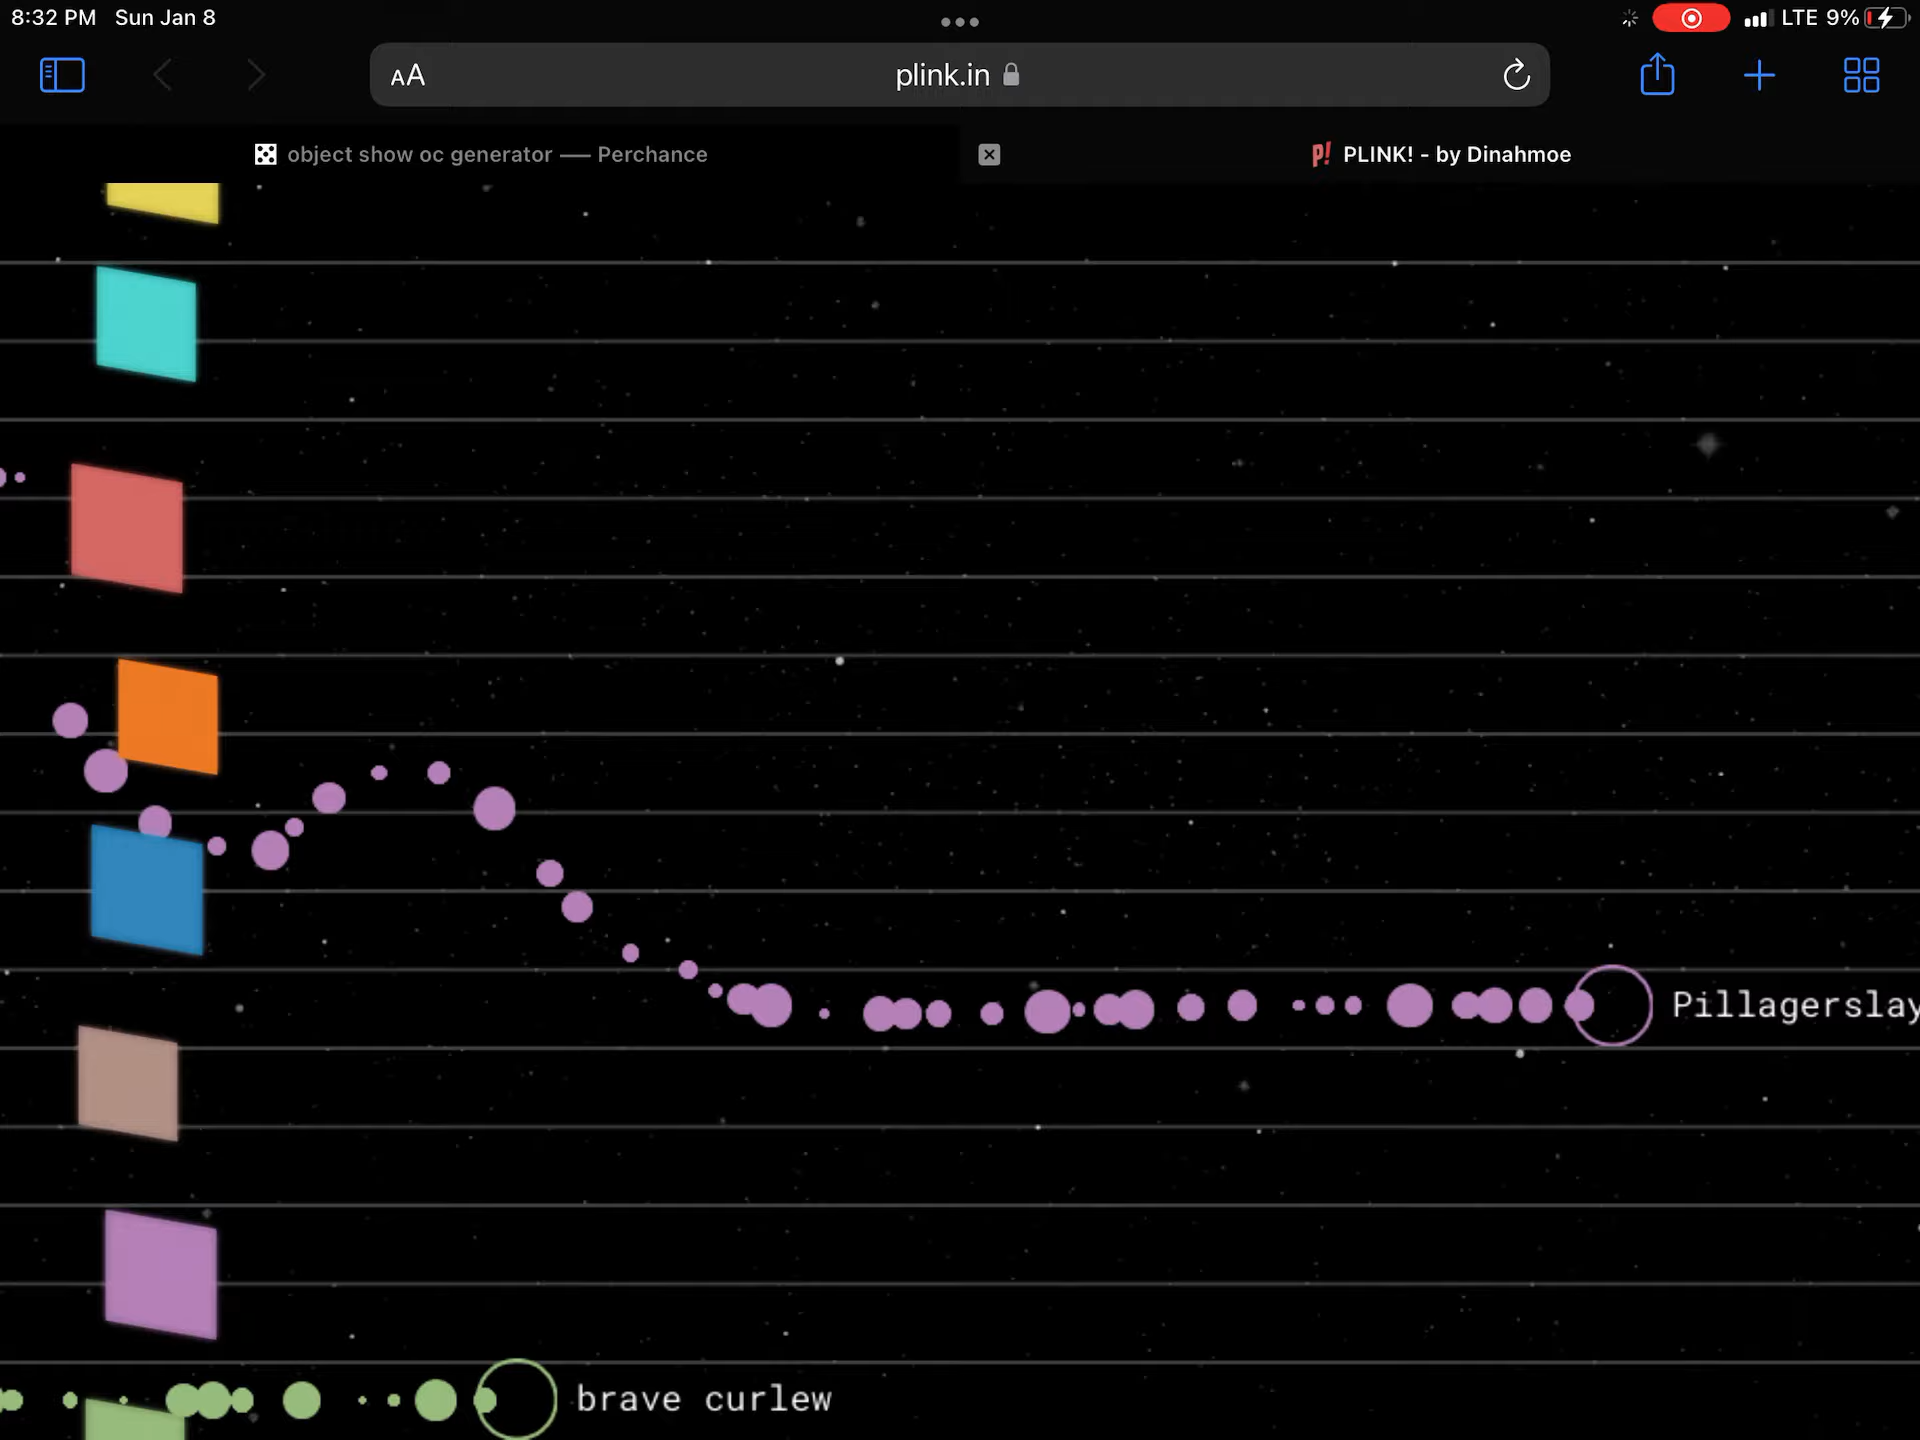 8:32 PM Sun Jan 8
LTE 9%
AA
plink.in
object show oc generator — Perchance
p! PLINK! - by Dinahmoe
Pillagerslay
brave curlew